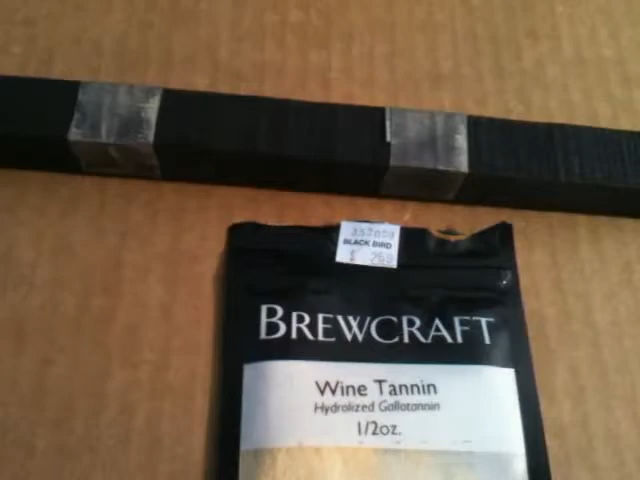 BLACK BIRD
BREWCRAFT
Wine Tannin
Hydrolized Gallotannin
1/2oz.